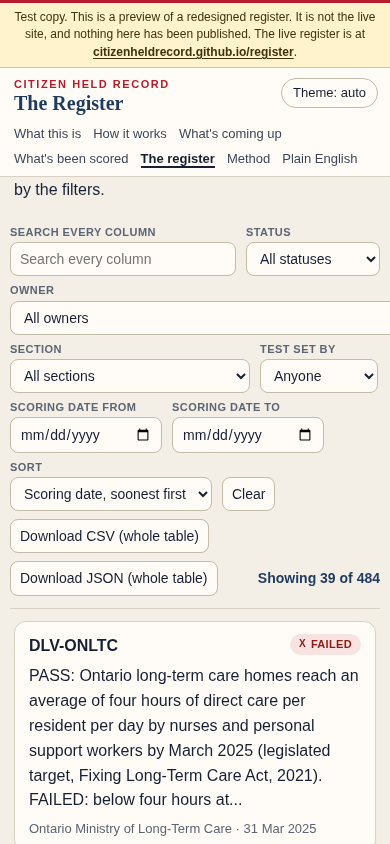 Test copy. This is a preview of a redesigned register. It is not the live
site, and nothing here has been published. The live register is at
citizenheldrecord.github.io/register.
CITIZEN HELD RECORD
The Register
Theme: auto
What this is How it works What's coming up
What's been scored The register Method Plain English
by the filters.
SEARCH EVERY COLUMN STATUS
Search every column All statuses
OWNER
All owners
SECTION TEST SET BY
All sections Anyone
SCORING DATE FROM SCORING DATE TO
mm/dd/yyyy mm/dd/yyyy
SORT
Scoring date, soonest first Clear
Download CSV (whole table)
Download JSON (whole table) Showing 39 of 484
DLV-ONLTC X FAILED
PASS: Ontario long-term care homes reach an
average of four hours of direct care per
resident per day by nurses and personal
support workers by March 2025 (legislated
target, Fixing Long-Term Care Act, 2021).
FAILED: below four hours at...
Ontario Ministry of Long-Term Care · 31 Mar 2025